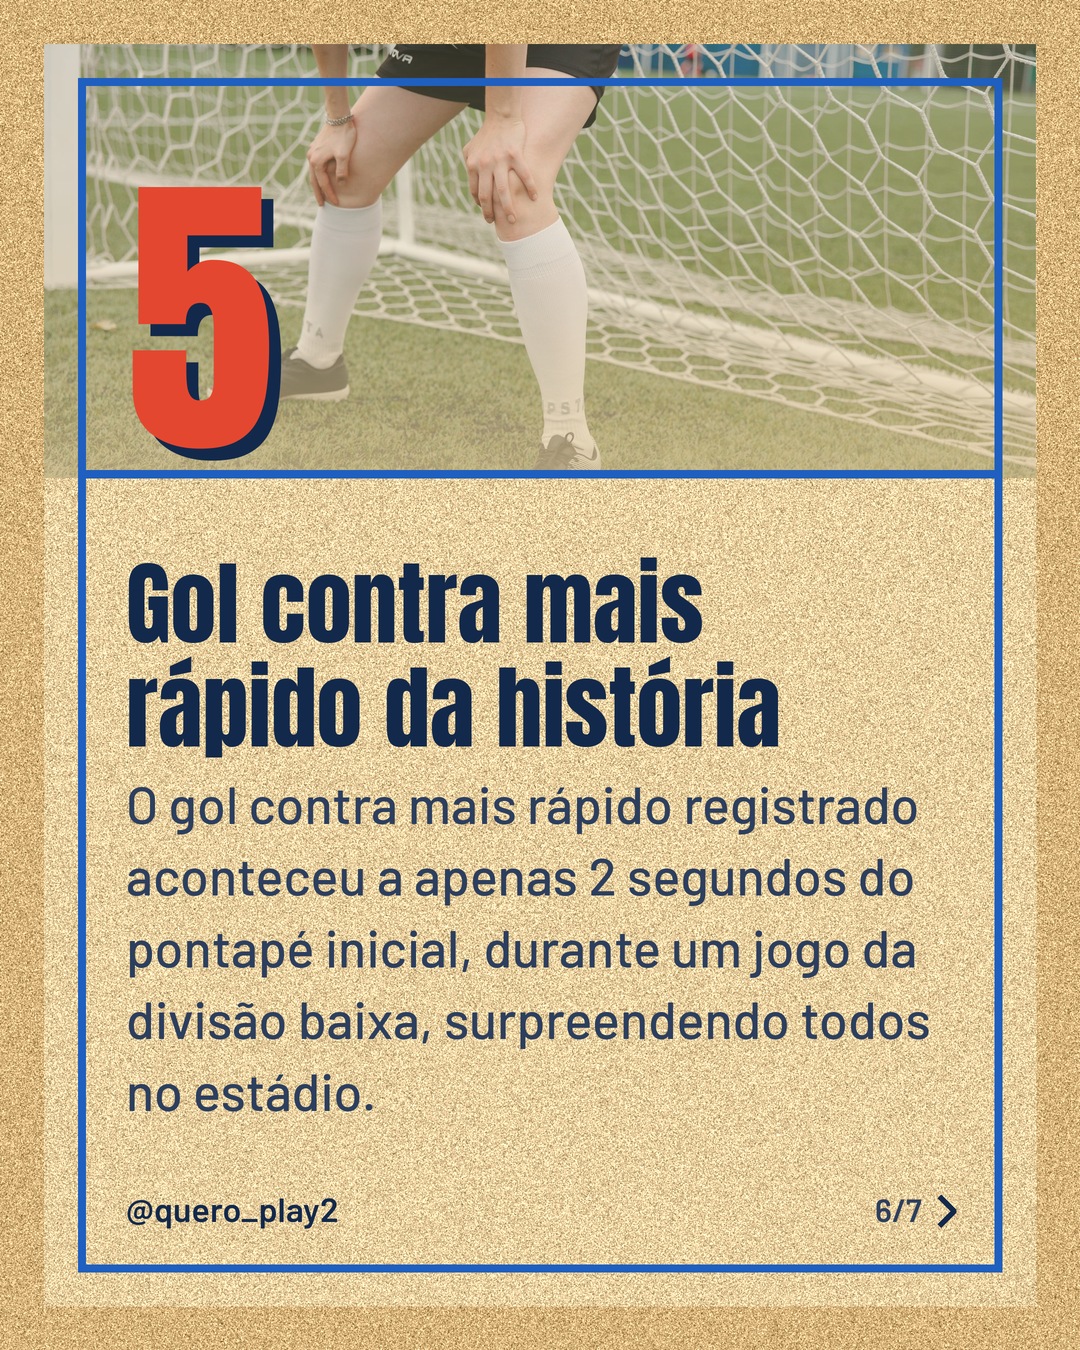 5
Gol contra mais
rápido da história
O gol contra mais rápido registrado
aconteceu a apenas 2 segundos do
pontapé inicial, durante um jogo da
divisão baixa, surpreendendo todos
no estádio.
@quero_play2
6/7